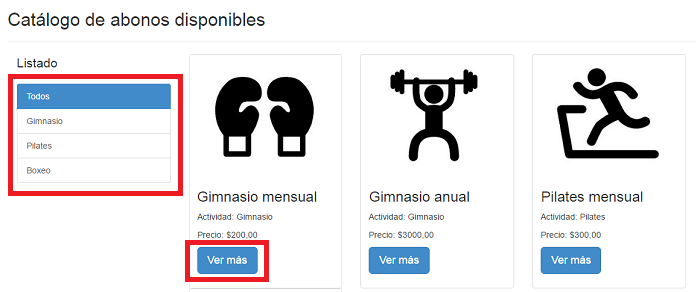 Catálogo de abonos disponibles
Listado
Todos
Gimnasio
Pilates
Boxeo
Gimnasio mensual
Actividad: Gimnasio
Precio: $200,00
Ver más
Gimnasio anual
Actividad: Gimnasio
Precio: $3000,00
Ver más
Pilates mensual
Actividad: Pilates
Precio: $300,00
Ver más